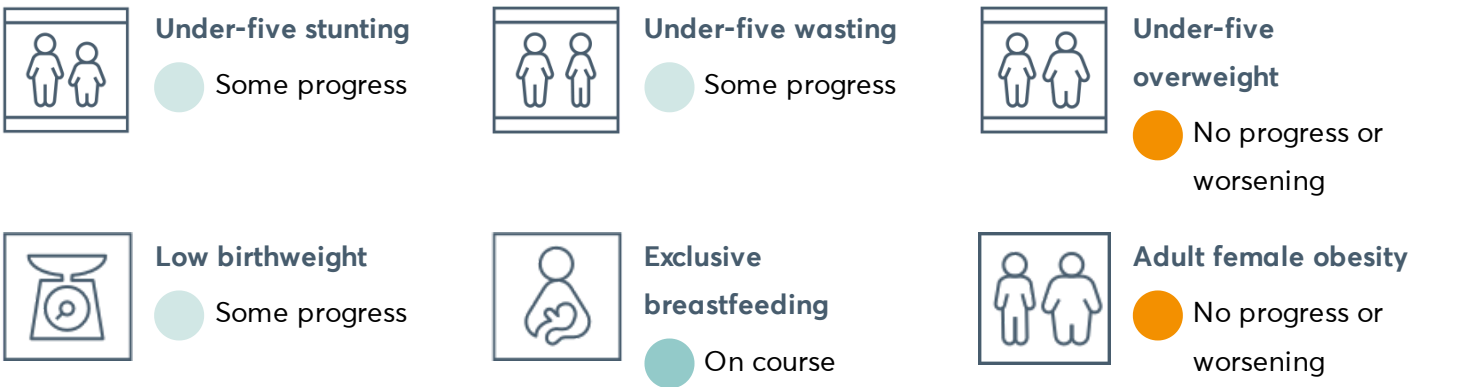 Under-five stunting
Some progress
Under-five wasting
Some progress
Under-five
overweight
No progress or
worsening
Low birthweight
Some progress
Exclusive
breastfeeding
On course
Adult female obesity
No progress or
worsening